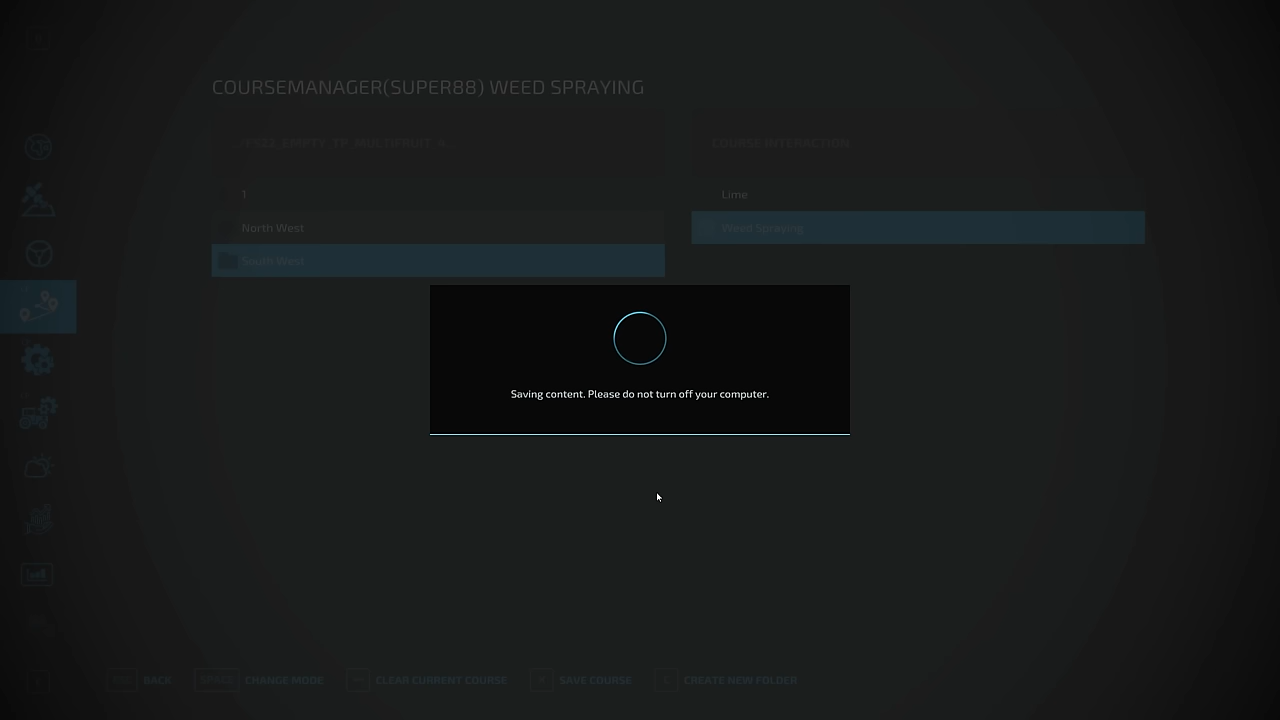 COURSEMANAGER(SUPER88) WEED SPRAYING
COURSE INTERACTION
1
Lime
North West
Weed Spraying
South West
Saving content. Please do not turn off your computer.
BACK
SPACE CHANGE MODE
CLEAR CURRENT COURSE
SAVE COURSE
CREATE NEW FOLDER